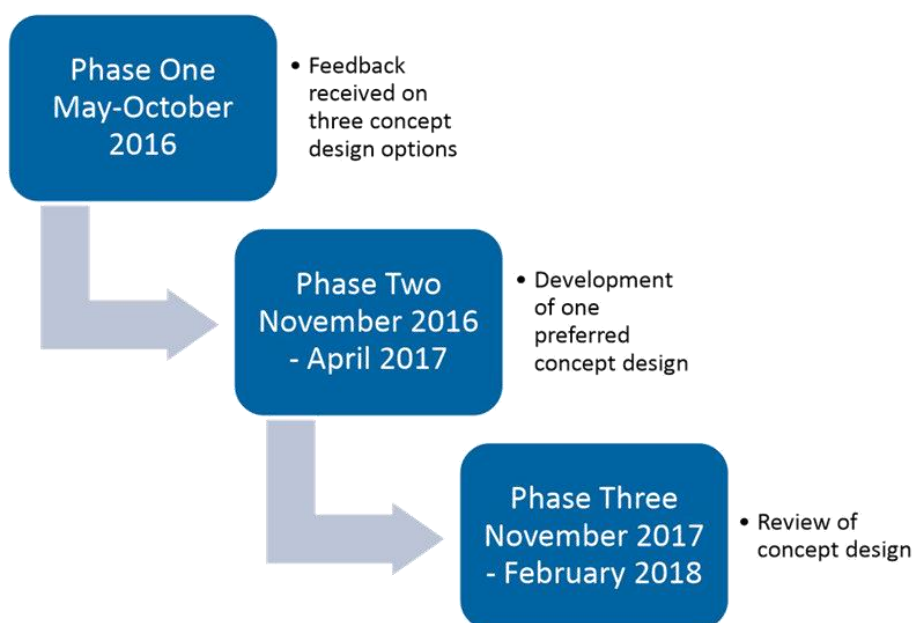 Phase One
May-October
2016
• Feedback
received on
three concept
design options
Phase Two
November 2016
- April 2017
• Development
of one
preferred
concept design
Phase Three
November 2017
- February 2018
• Review of
concept design